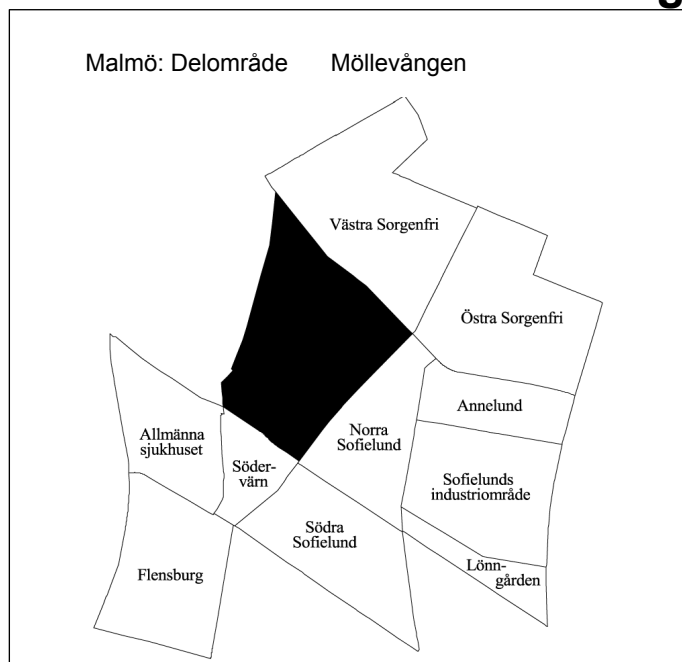 Malmö: Delområde Möllevången
Västra Sorgenfri
Östra Sorgenfri
Annelund
Norra
Sofielund
Allmänna
sjukhuset
Söder-
värn
Sofielunds
industriområde
Södra
Sofielund
Lönn-
gården
Flensburg